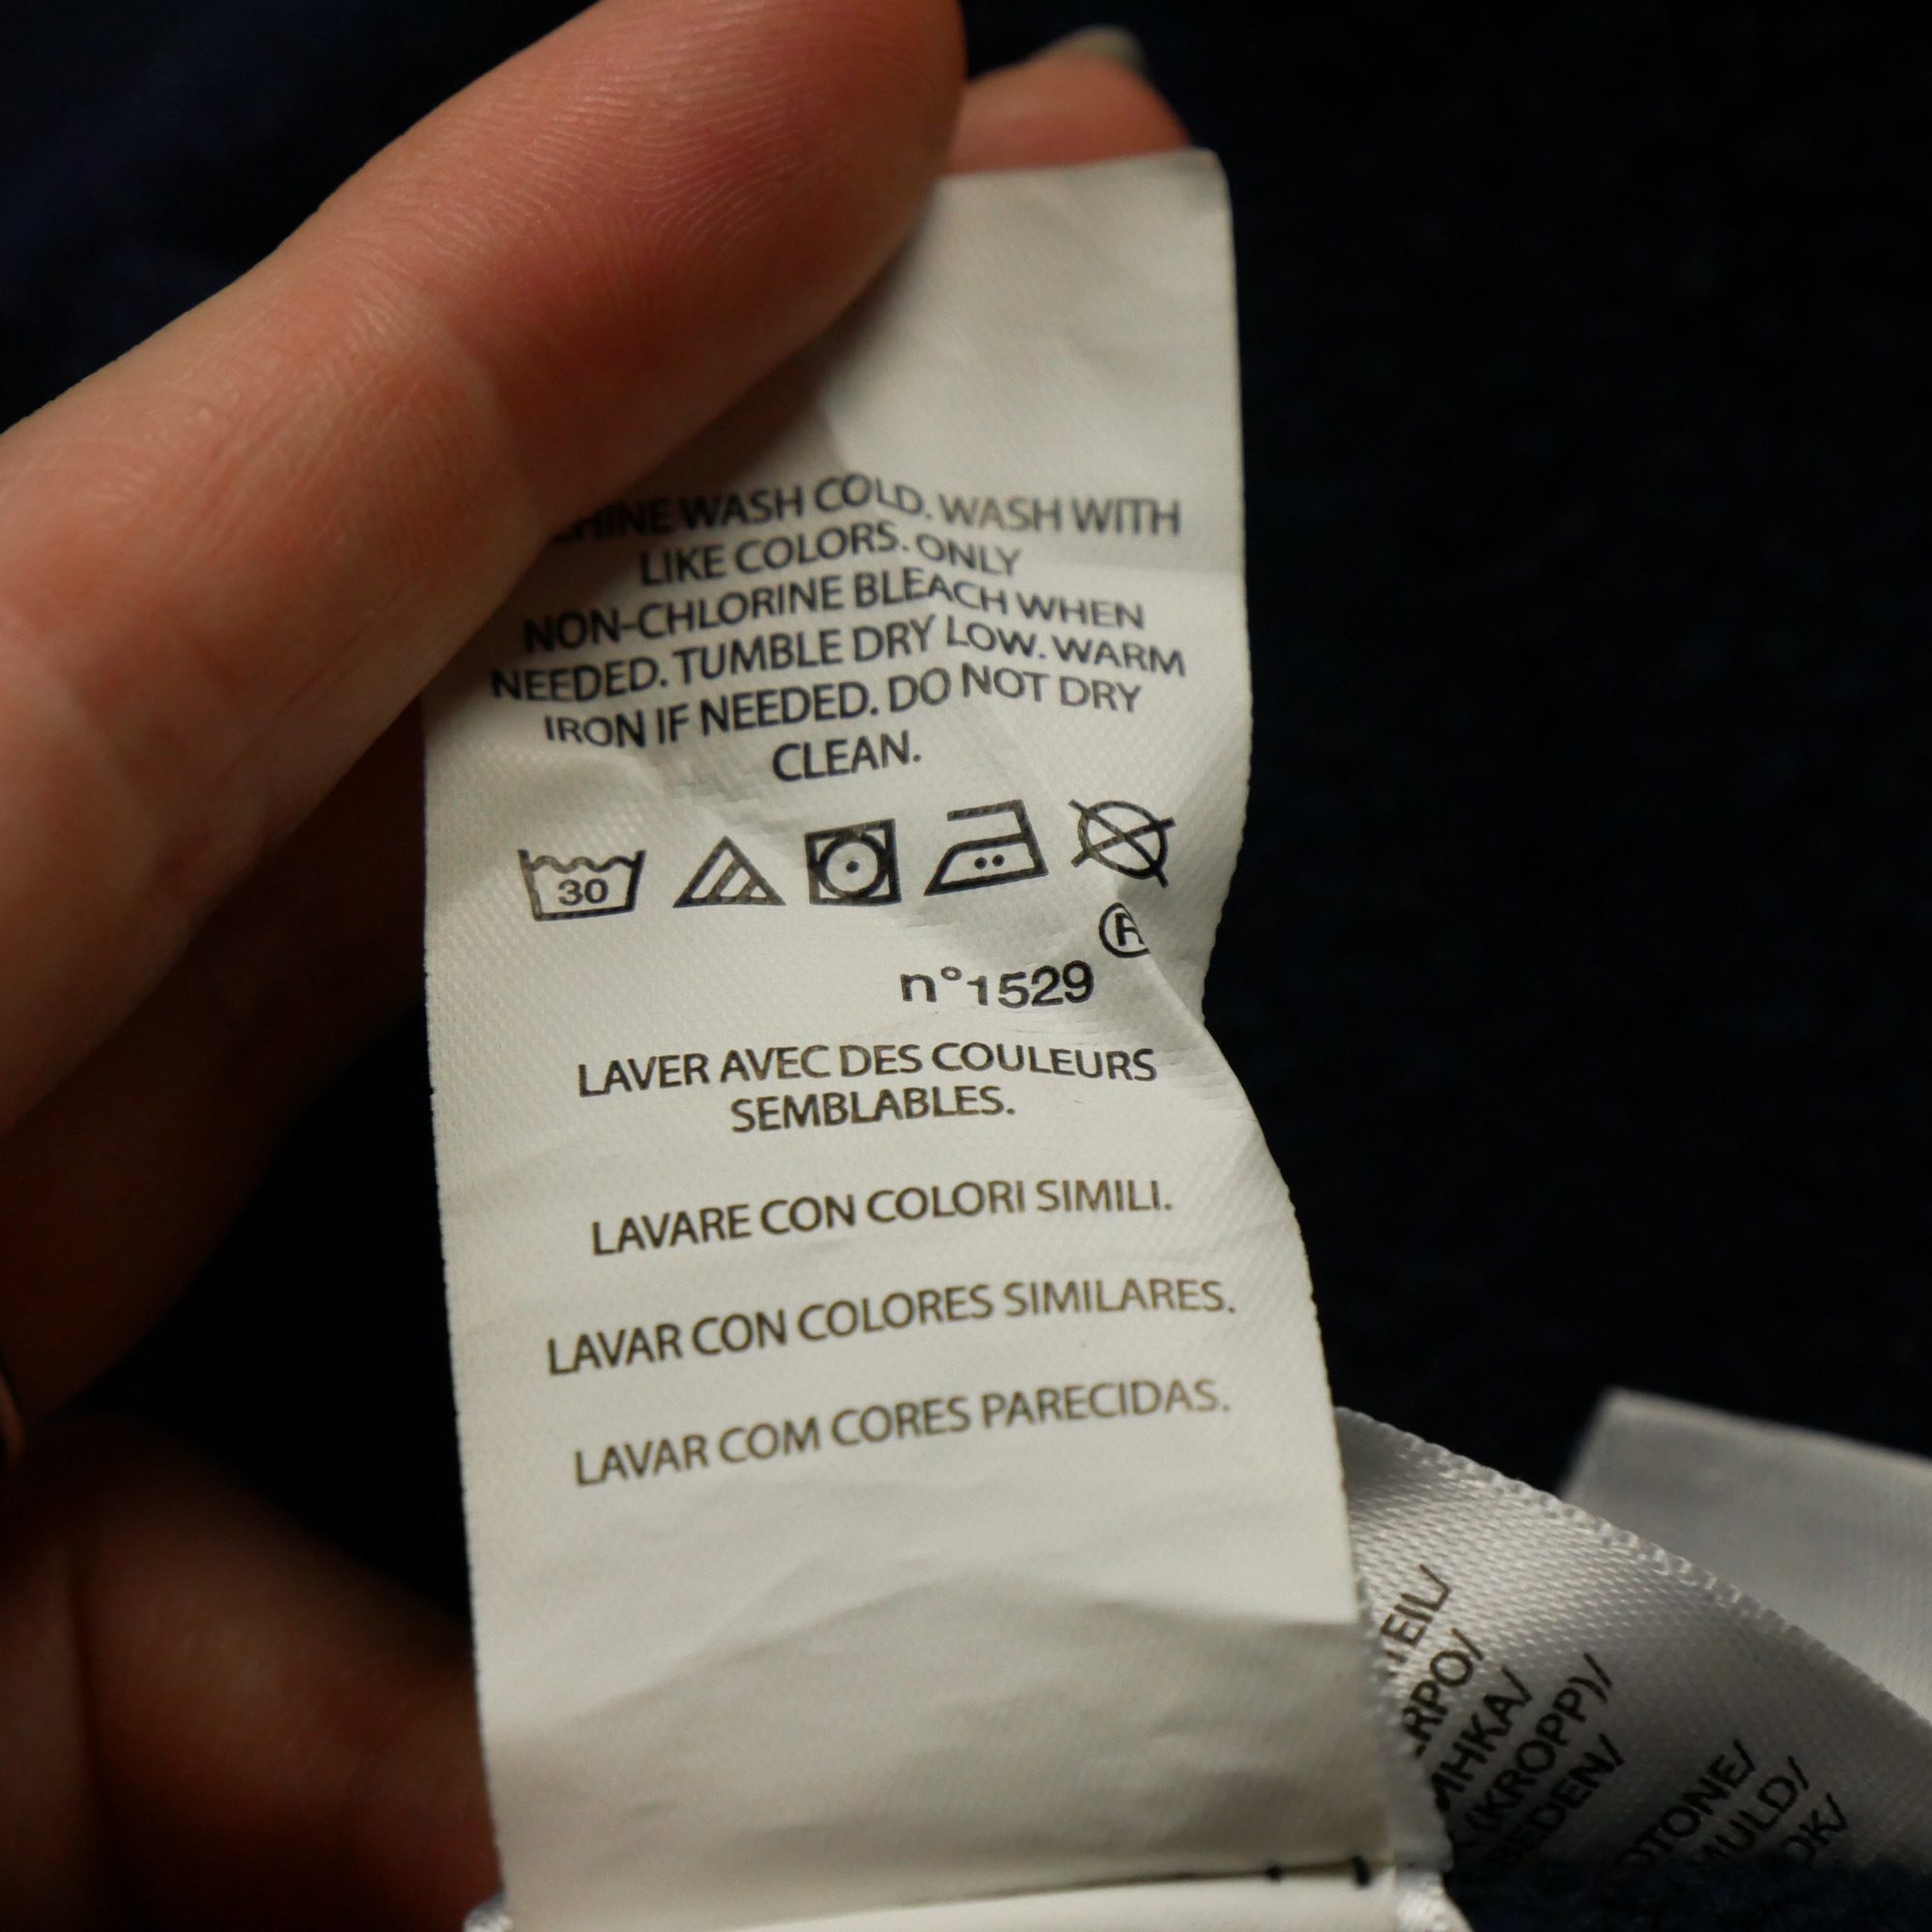 WASH COLD. WASH WITH
LIKE COLORS. ONLY
NON-CHLORINE BLEACH WHEN
NEEDED. TUMBLE DRY LOW. WARM
IRON IF NEEDED. DO NOT DRY
CLEAN.
30
®
n°1529
LAVER AVEC DES COULEURS
SEMBLABLES.
LAVARE CON COLORI SIMILI.
LAVAR CON COLORES SIMILARES.
LAVAR COM CORES PARECIDAS.
(KROPP)/